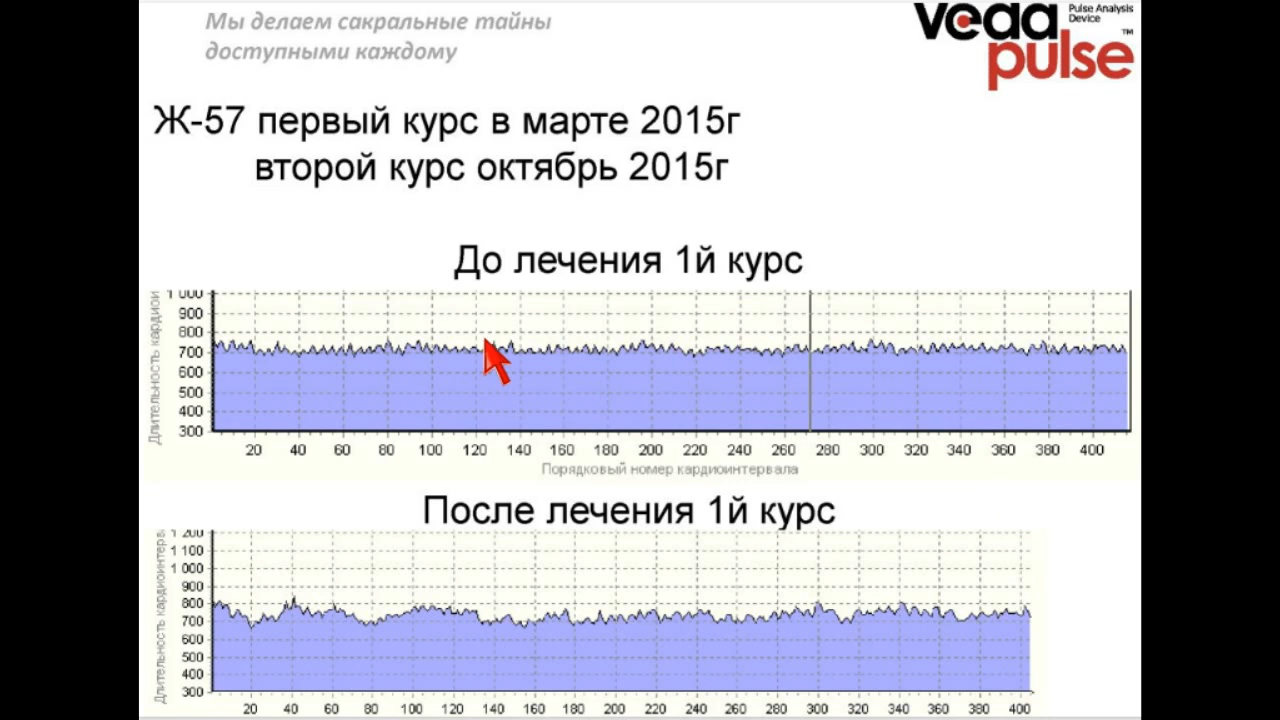 Мы делаем сакральные тайны
доступными каждому
veda
Pulse Analysis
Device
pulse™
Ж-57 первый курс в марте 2015г
второй курс октябрь 2015г
До лечения 1й курс
1 000
900
800
700
600
500
400
300
Длительность кардиои
20 40 60 80 100 120 140 160 180 200 220 240 260 280 300 320 340 360 380 400
Порядковый номер кардиоинтервала
После лечения 1й курс
1 200
1 100
1 000
900
800
700
600
500
400
300
Длительность кардиоинтерва
20 40 60 80 100 120 140 160 180 200 220 240 260 280 300 320 340 360 380 400